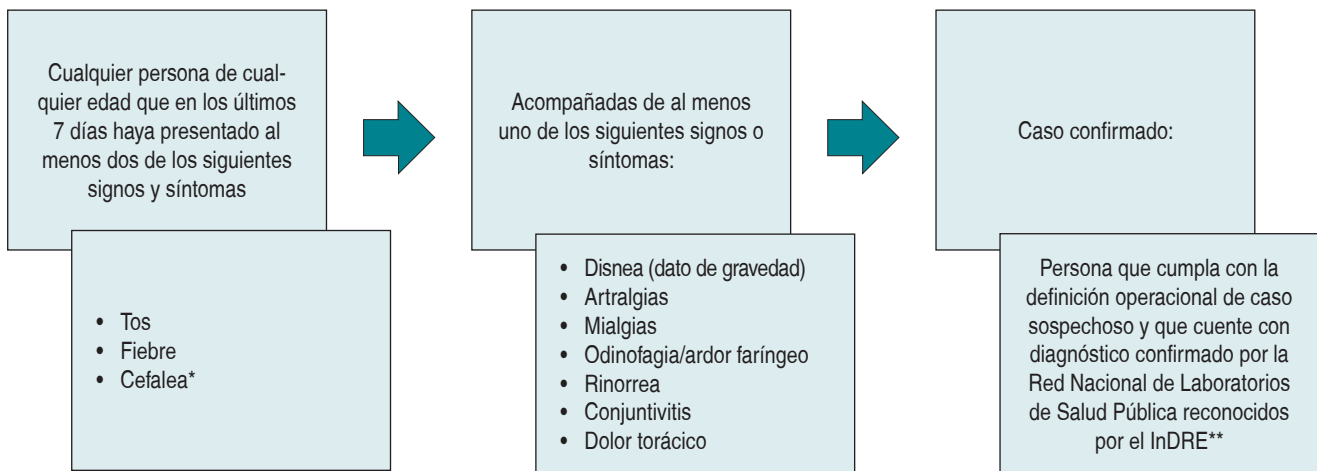 Cualquier persona de cual-
quier edad que en los últimos
7 días haya presentado al
menos dos de los siguientes
signos y síntomas
• Tos
• Fiebre
• Cefalea*
Acompañadas de al menos
uno de los siguientes signos o
síntomas:
• Disnea (dato de gravedad)
• Artralgias
• Mialgias
• Odinofagia/ardor faríngeo
• Rinorrea
• Conjuntivitis
• Dolor torácico
Caso confirmado:
Persona que cumpla con la
definición operacional de caso
sospechoso y que cuente con
diagnóstico confirmado por la
Red Nacional de Laboratorios
de Salud Pública reconocidos
por el InDRE**